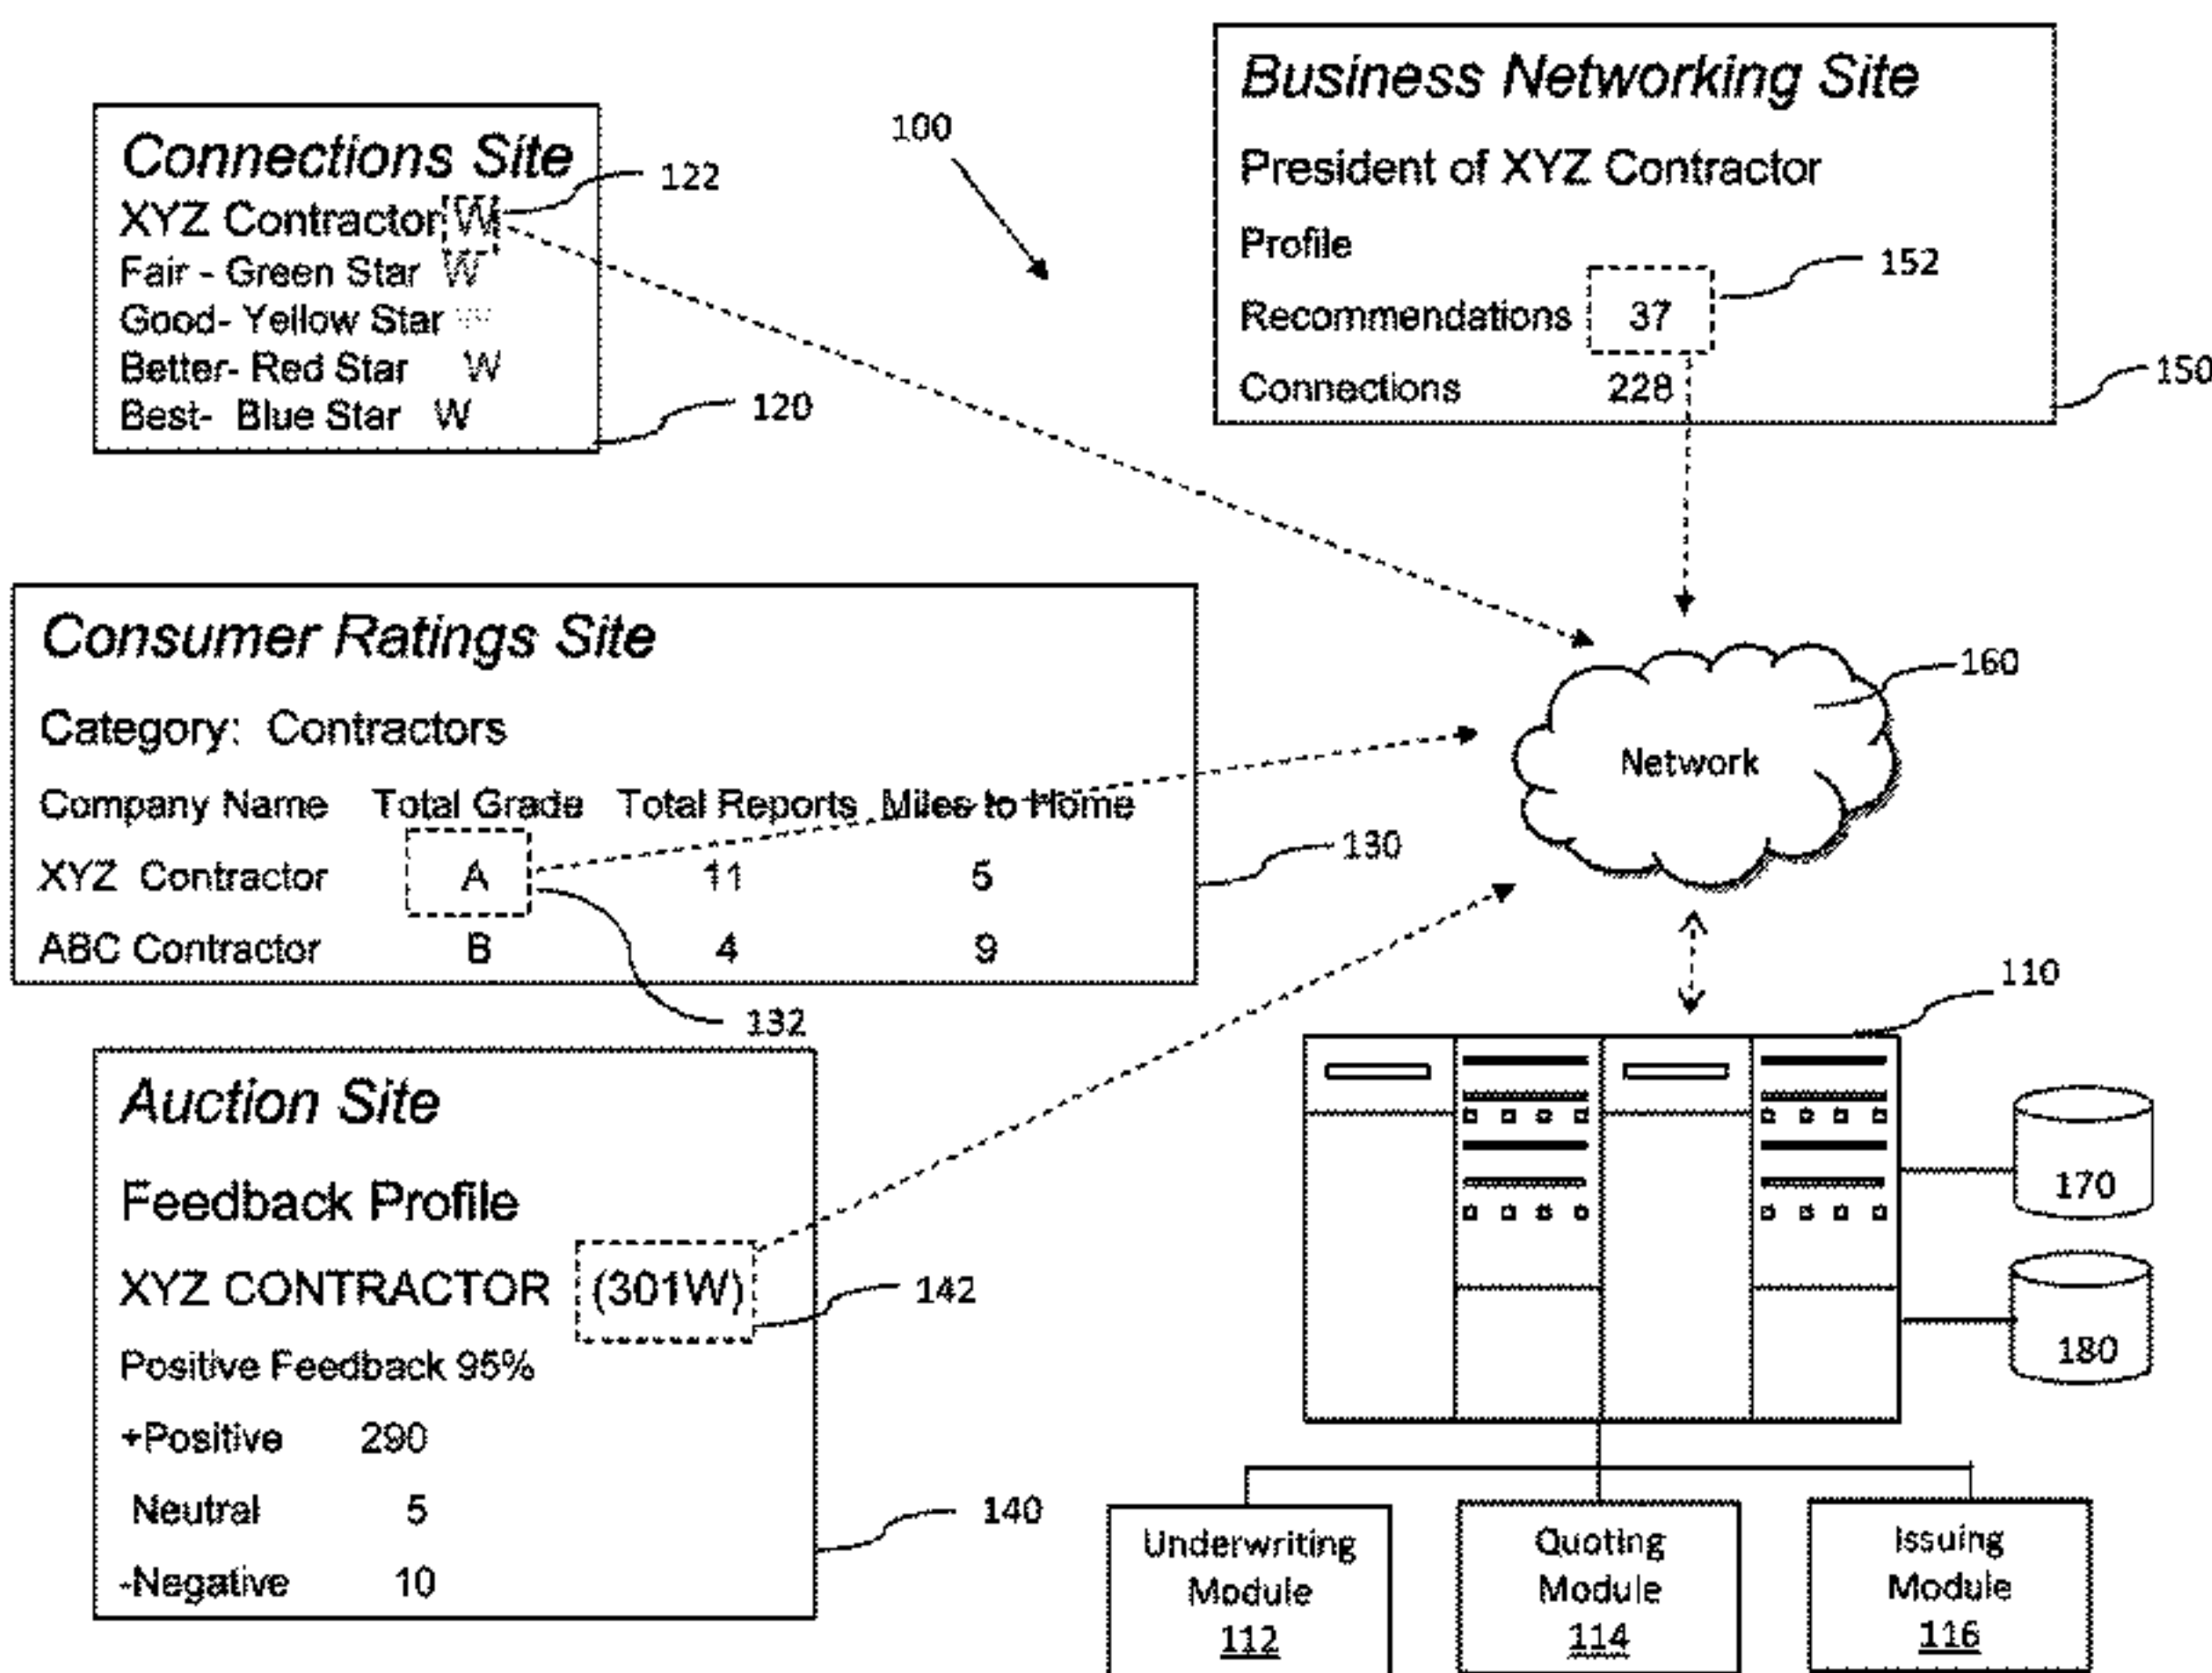 Connections Site
XYZ Contractor W
Fair - Green Star W
Good- Yellow Star
Better- Red Star W
Best- Blue Star W
122
120
100
Business Networking Site
President of XYZ Contractor
Profile
Recommendations 37
Connections 228
152
150
Consumer Ratings Site
Category: Contractors
Company Name Total Grade Total Reports Miles to Home
XYZ Contractor A 11 5
ABC Contractor B 4 9
130
132
Network
160
Auction Site
Feedback Profile
XYZ CONTRACTOR (301W)
Positive Feedback 95%
+Positive 290
Neutral 5
-Negative 10
142
140
110
170
180
Underwriting
Module
112
Quoting
Module
114
Issuing
Module
116